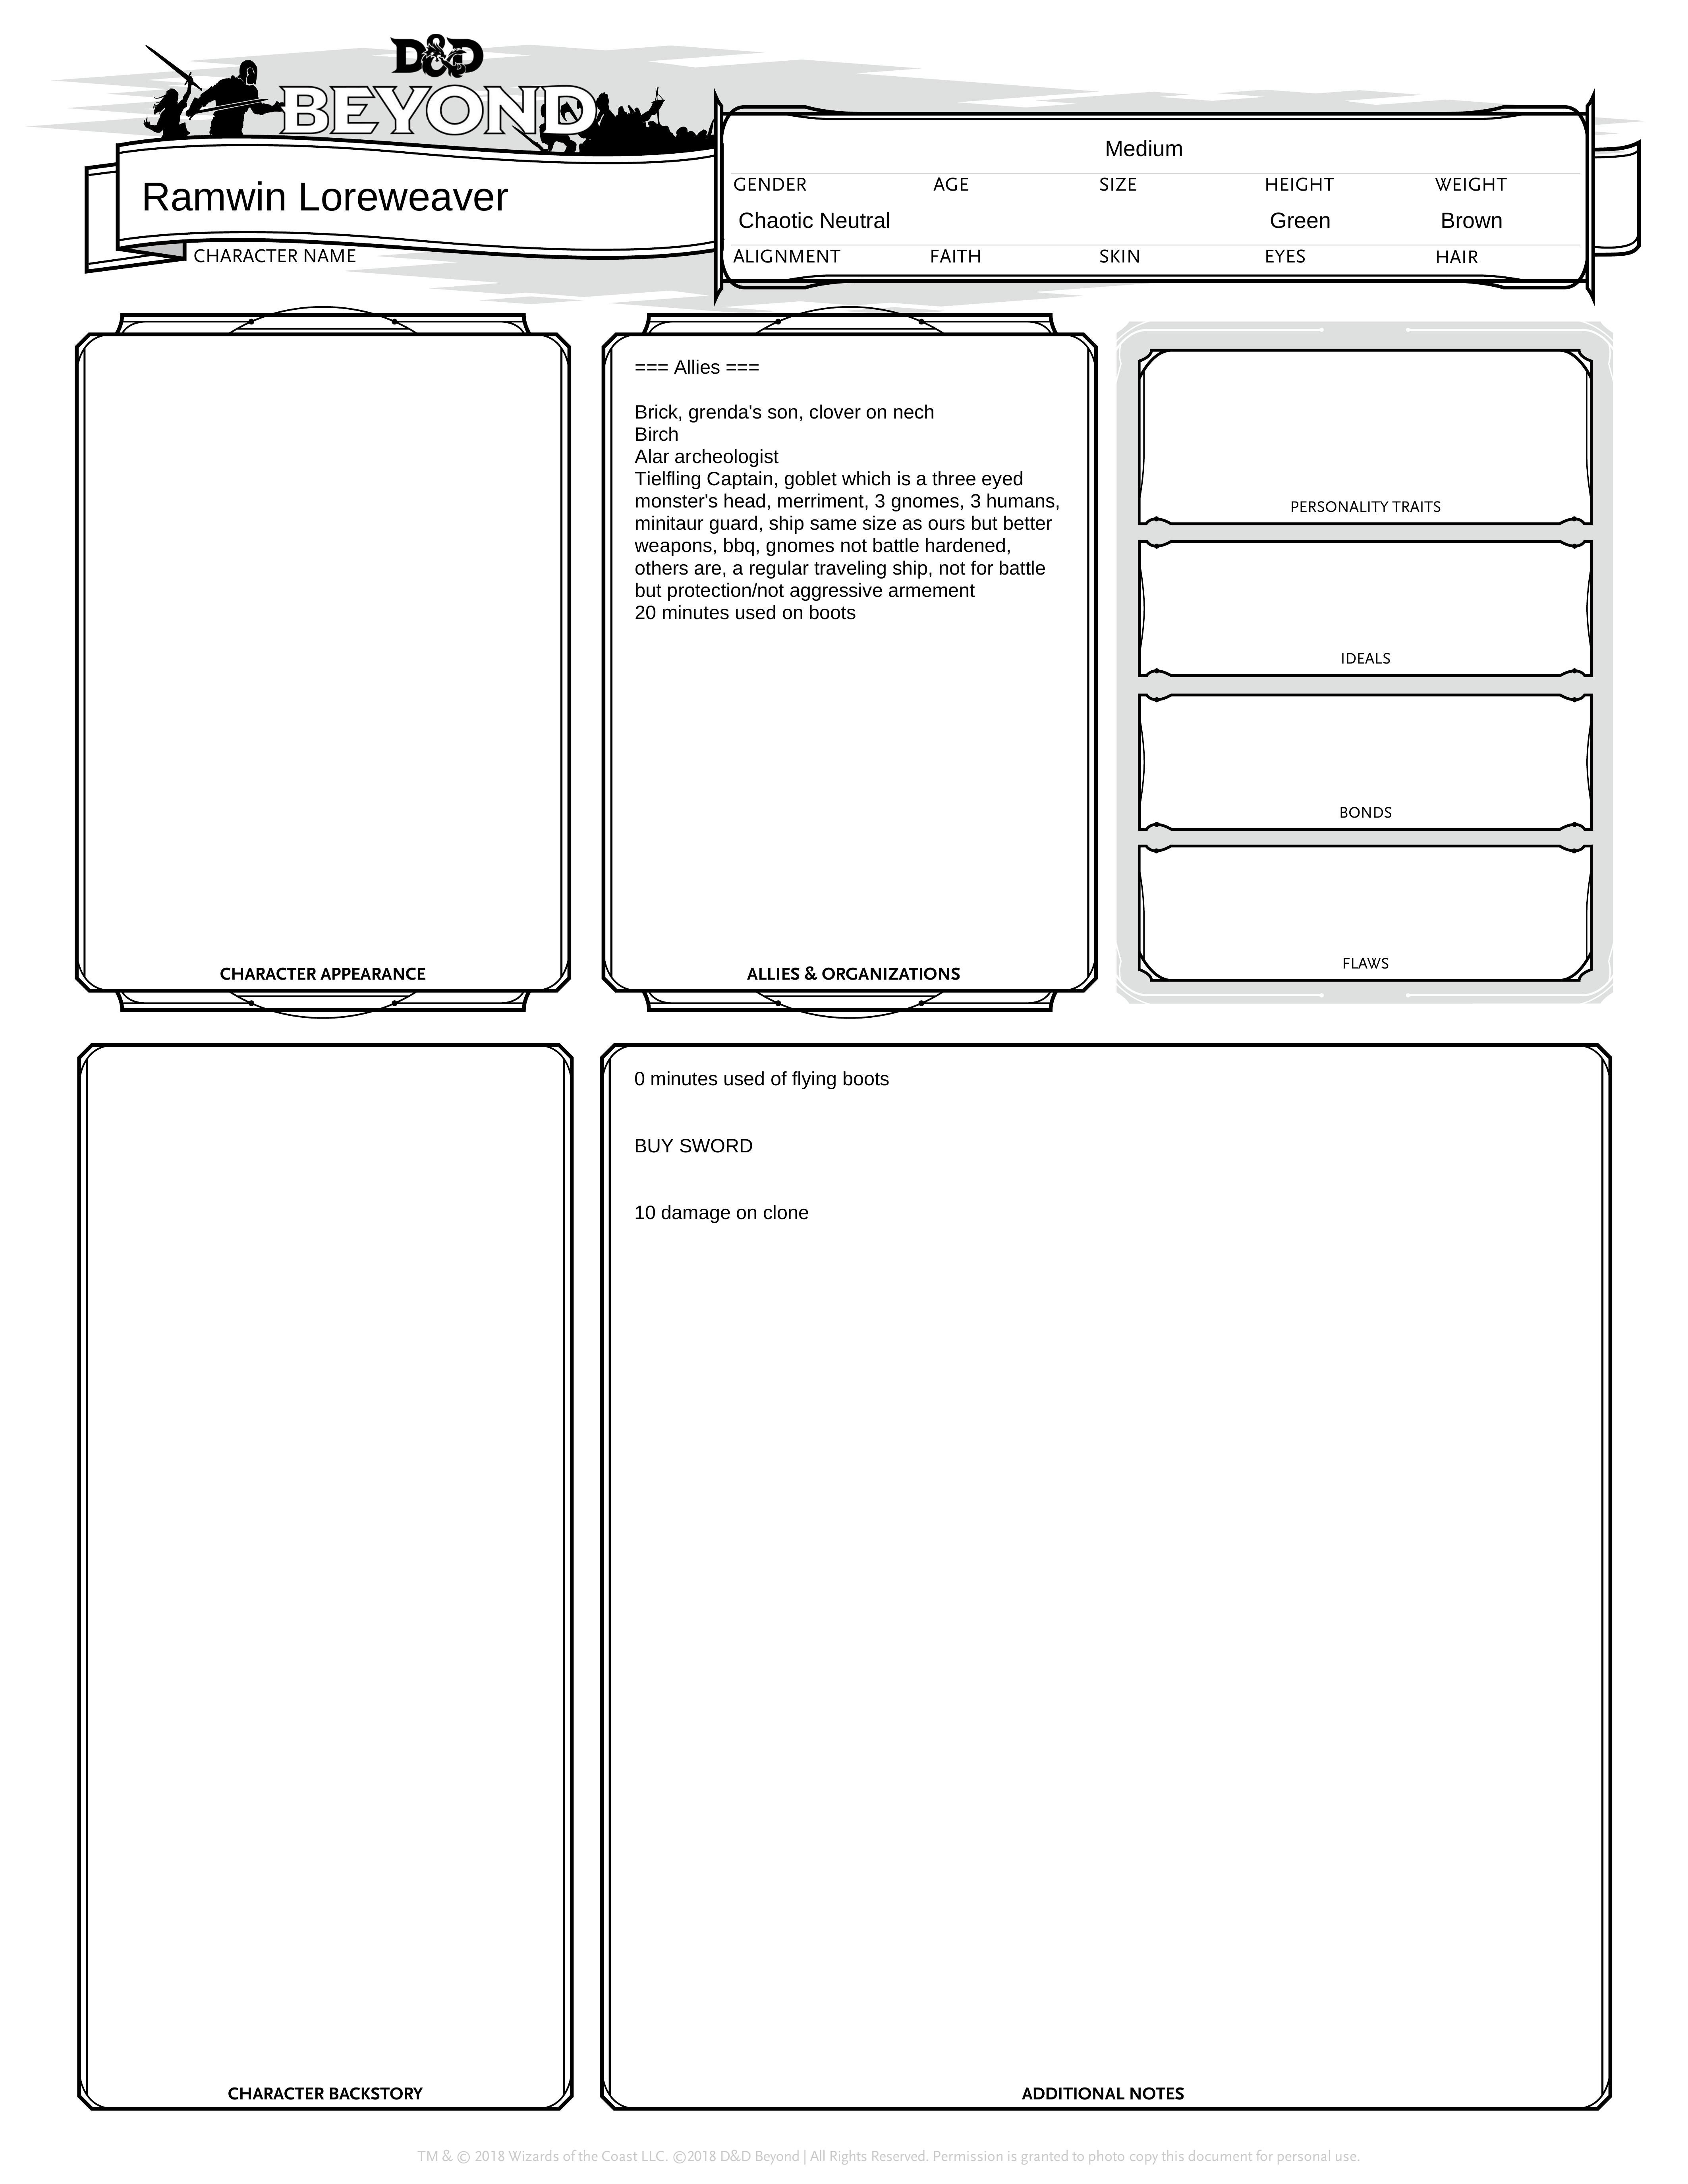 D&D
BEYOND
Ramwin Loreweaver
CHARACTER NAME
Medium
GENDER AGE SIZE HEIGHT WEIGHT
Chaotic Neutral Green Brown
ALIGNMENT FAITH SKIN EYES HAIR
CHARACTER APPEARANCE
=== Allies ===
Brick, grenda's son, clover on nech
Birch
Alar archeologist
Tielfling Captain, goblet which is a three eyed
monster's head, merriment, 3 gnomes, 3 humans,
minitaur guard, ship same size as ours but better
weapons, bbq, gnomes not battle hardened,
others are, a regular traveling ship, not for battle
but protection/not aggressive armement
20 minutes used on boots
ALLIES & ORGANIZATIONS
PERSONALITY TRAITS
IDEALS
BONDS
FLAWS
CHARACTER BACKSTORY
0 minutes used of flying boots
BUY SWORD
10 damage on clone
ADDITIONAL NOTES
TM & © 2018 Wizards of the Coast LLC. ©2018 D&D Beyond | All Rights Reserved. Permission is granted to photo copy this document for personal use.